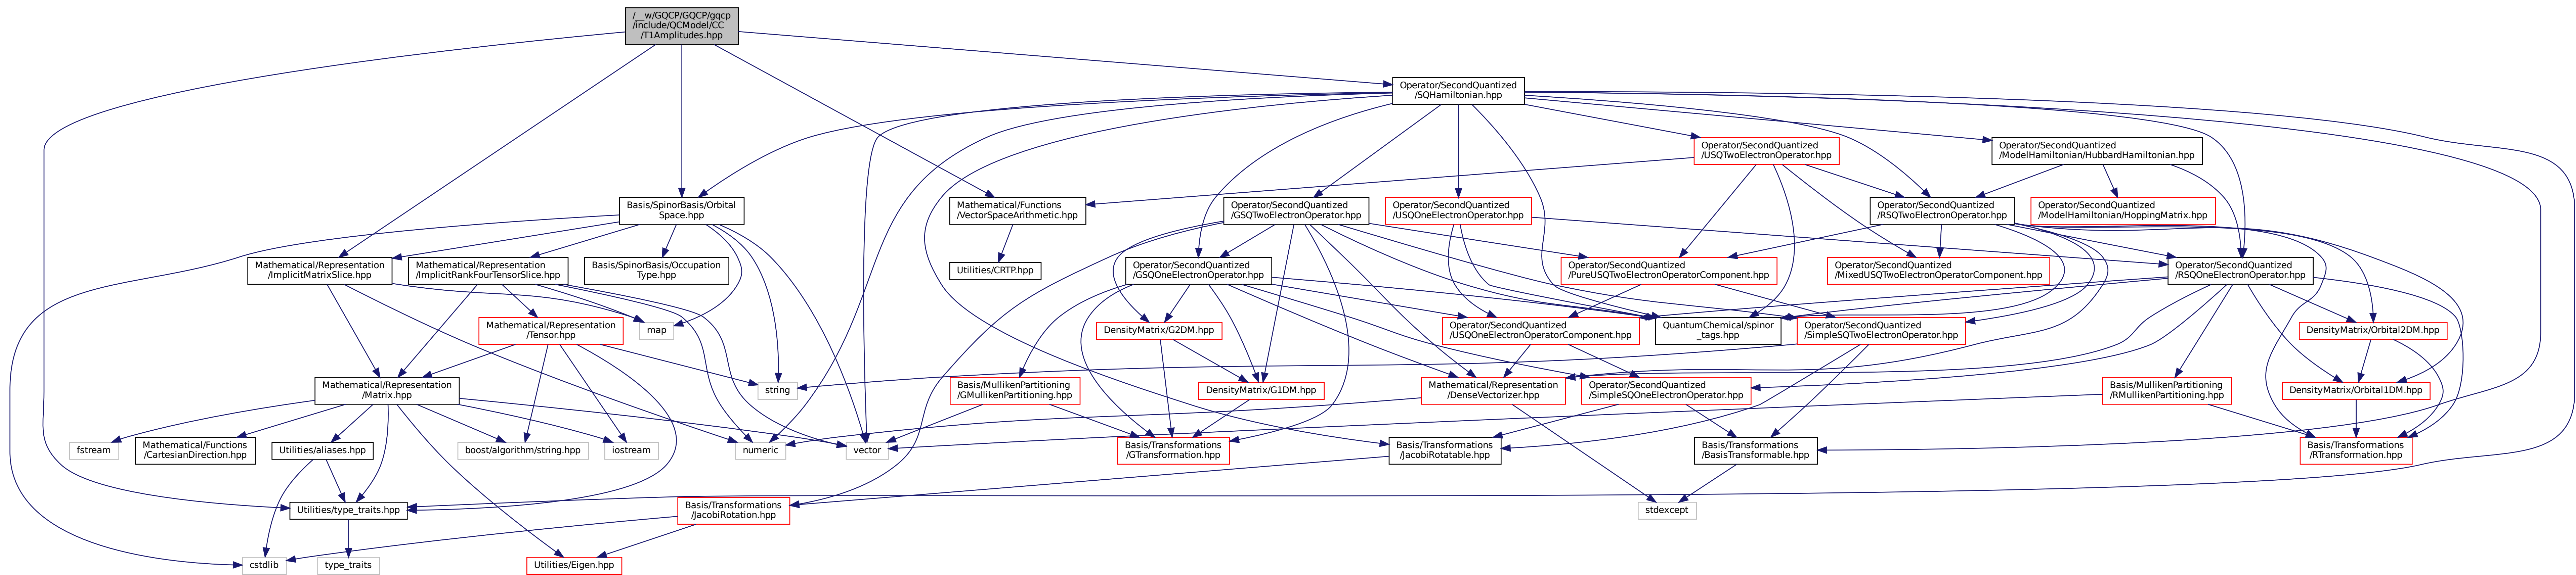 /__w/GQCP/GQCP/gqcp
/include/QCModel/CC
/T1Amplitudes.hpp
Operator/SecondQuantized
/SQHamiltonian.hpp
Operator/SecondQuantized
/USQTwoElectronOperator.hpp
Operator/SecondQuantized
/ModelHamiltonian/HubbardHamiltonian.hpp
Basis/SpinorBasis/Orbital
Space.hpp
Mathematical/Functions
/VectorSpaceArithmetic.hpp
Operator/SecondQuantized
/GSQTwoElectronOperator.hpp
Operator/SecondQuantized
/USQOneElectronOperator.hpp
Operator/SecondQuantized
/RSQTwoElectronOperator.hpp
Operator/SecondQuantized
/ModelHamiltonian/HoppingMatrix.hpp
Mathematical/Representation
/ImplicitMatrixSlice.hpp
Mathematical/Representation
/ImplicitRankFourTensorSlice.hpp
Basis/SpinorBasis/Occupation
Type.hpp
Utilities/CRTP.hpp
Operator/SecondQuantized
/GSQOneElectronOperator.hpp
Operator/SecondQuantized
/PureUSQTwoElectronOperatorComponent.hpp
Operator/SecondQuantized
/MixedUSQTwoElectronOperatorComponent.hpp
Operator/SecondQuantized
/RSQOneElectronOperator.hpp
Mathematical/Representation
/Tensor.hpp
map
DensityMatrix/G2DM.hpp
Operator/SecondQuantized
/USQOneElectronOperatorComponent.hpp
QuantumChemical/spinor
_tags.hpp
Operator/SecondQuantized
/SimpleSQTwoElectronOperator.hpp
DensityMatrix/Orbital2DM.hpp
Mathematical/Representation
/Matrix.hpp
string
Basis/MullikenPartitioning
/GMullikenPartitioning.hpp
DensityMatrix/G1DM.hpp
Mathematical/Representation
/DenseVectorizer.hpp
Operator/SecondQuantized
/SimpleSQOneElectronOperator.hpp
Basis/MullikenPartitioning
/RMullikenPartitioning.hpp
DensityMatrix/Orbital1DM.hpp
fstream
Mathematical/Functions
/CartesianDirection.hpp
Utilities/aliases.hpp
boost/algorithm/string.hpp
iostream
numeric
vector
Basis/Transformations
/GTransformation.hpp
Basis/Transformations
/JacobiRotatable.hpp
Basis/Transformations
/BasisTransformable.hpp
Basis/Transformations
/RTransformation.hpp
Utilities/type_traits.hpp
Basis/Transformations
/JacobiRotation.hpp
stdexcept
cstdlib
type_traits
Utilities/Eigen.hpp